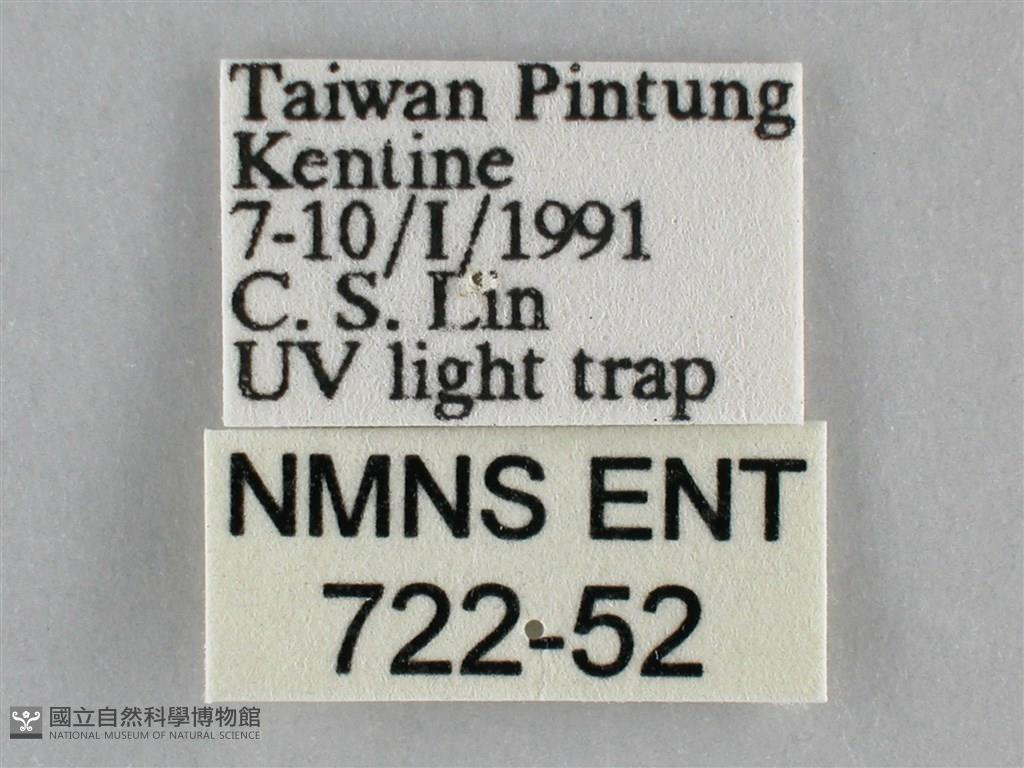 Taiwan Pintung
Kentine
7-10/I/1991
C. S. Lin
UV light trap
NMNS ENT
722-52
國立自然科學博物館
NATIONAL MUSEUM OF NATURAL SCIENCE